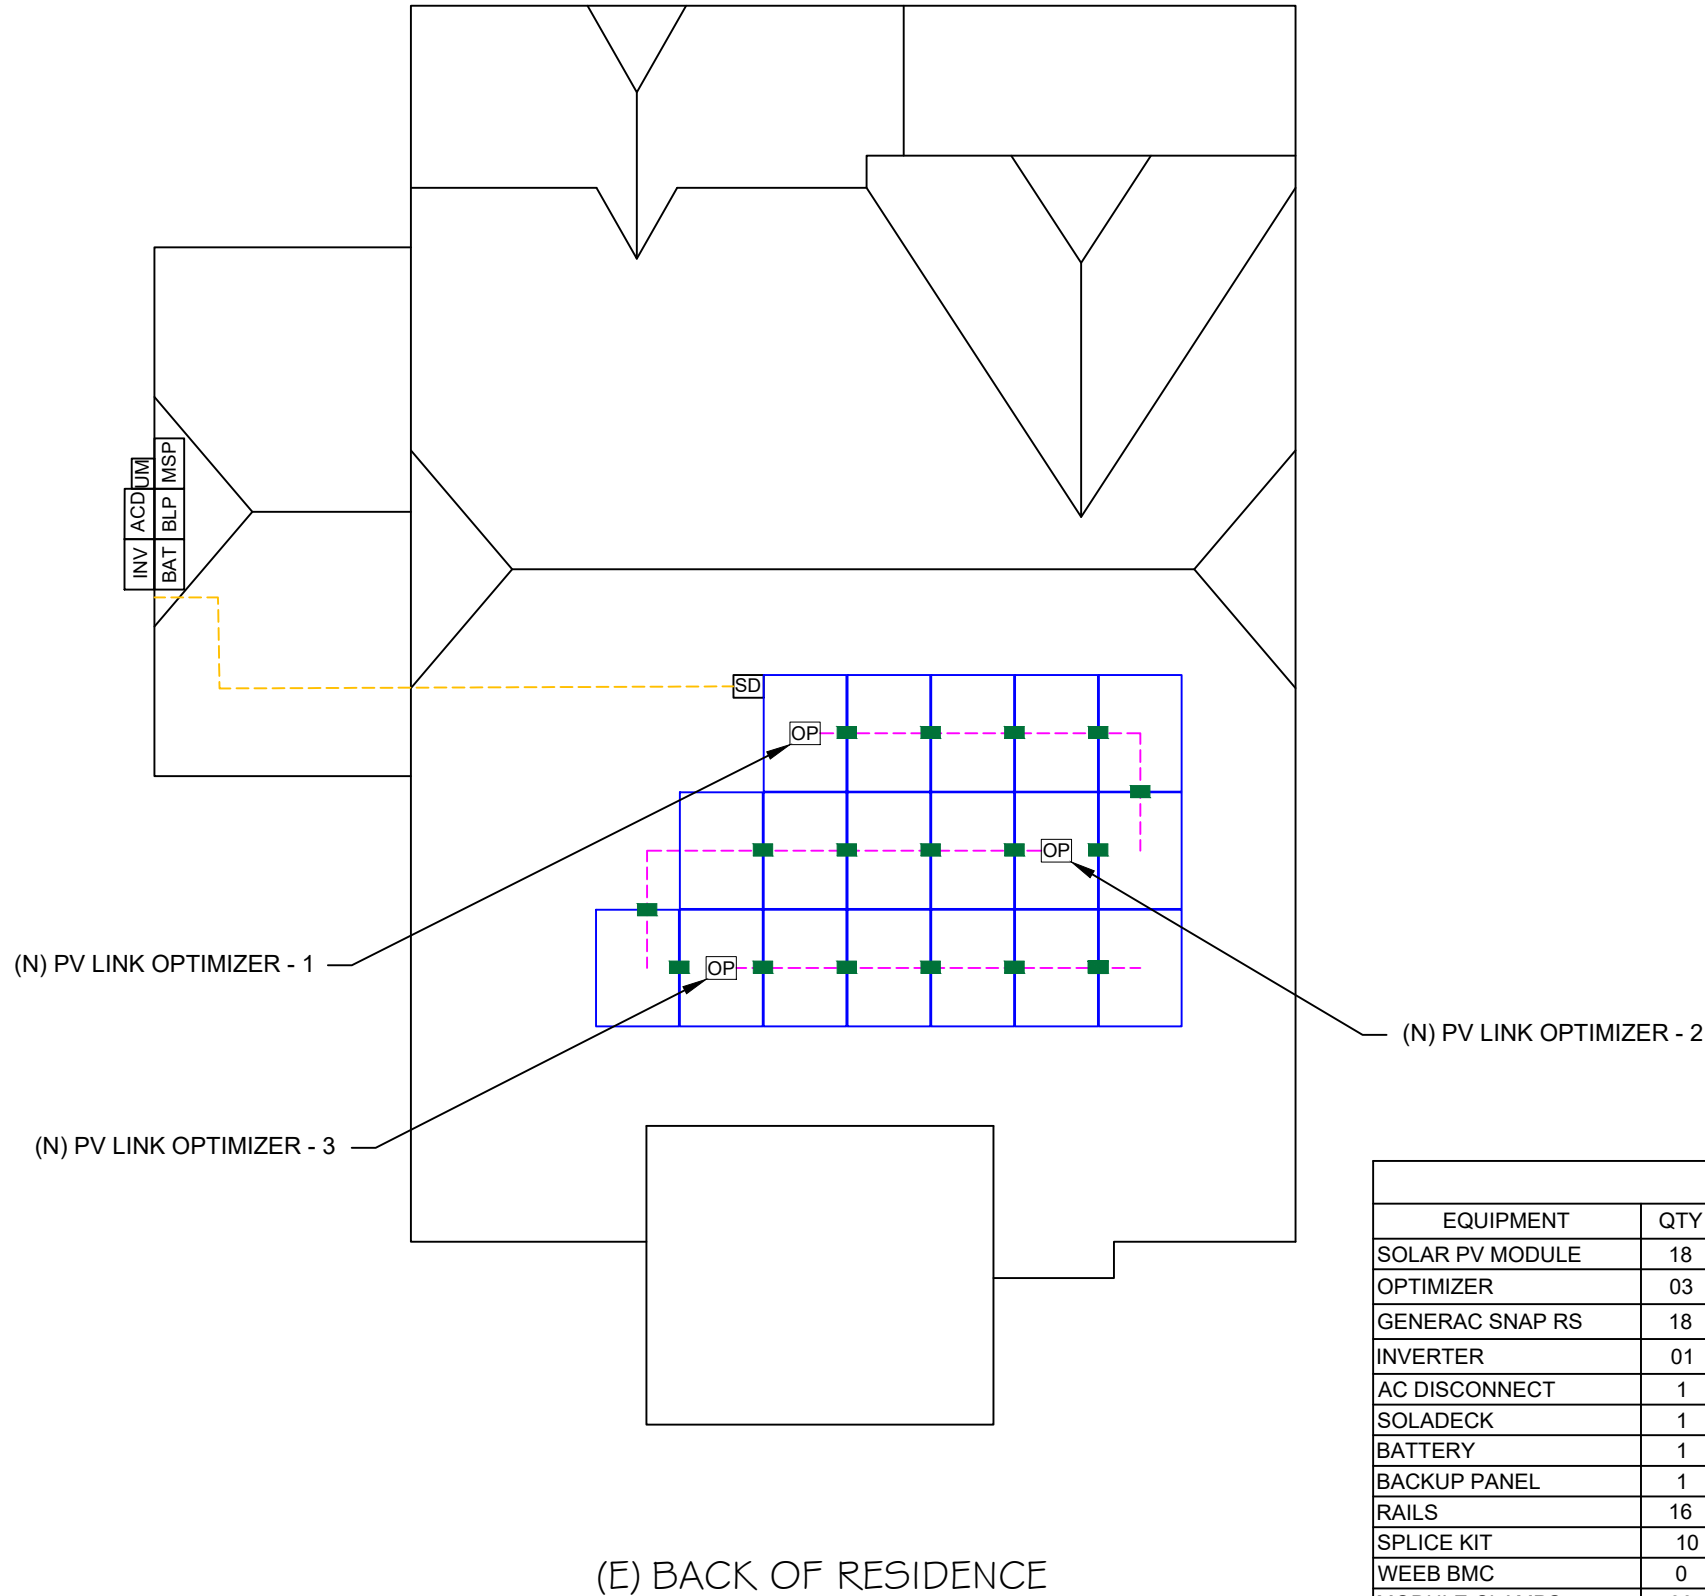 UM
MSP
ACD
BLP
INV
BAT
SD
OP
OP
OP
(N) PV LINK OPTIMIZER - 1
(N) PV LINK OPTIMIZER - 2
(N) PV LINK OPTIMIZER - 3
EQUIPMENT QTY
SOLAR PV MODULE 18
OPTIMIZER 03
GENERAC SNAP RS 18
INVERTER 01
AC DISCONNECT 1
SOLADECK 1
BATTERY 1
BACKUP PANEL 1
RAILS 16
SPLICE KIT 10
WEEB BMC 0
(E) BACK OF RESIDENCE